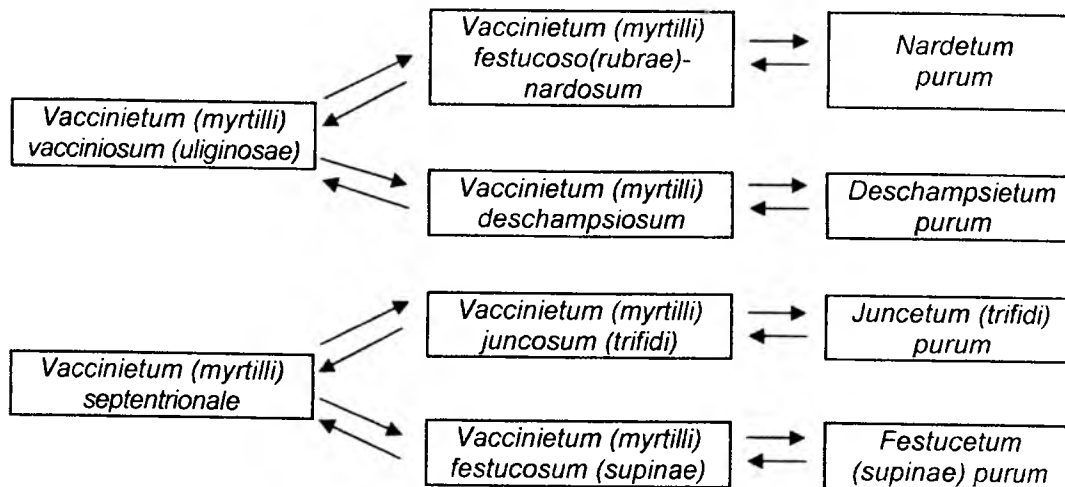 Vaccinietum (myrtilli)
festucoso(rubrae)-
nardosum
Nardetum
purum
Vaccinietum (myrtilli)
vacciniosum (uliginosae)
Vaccinietum (myrtilli)
deschampsiosum
Deschampsietum
purum
Vaccinietum (myrtilli)
juncosum (trifidi)
Juncetum (trifidi)
purum
Vaccinietum (myrtilli)
septentrionale
Vaccinietum (myrtilli)
festucosum (supinae)
Festucetum
(supinae) purum